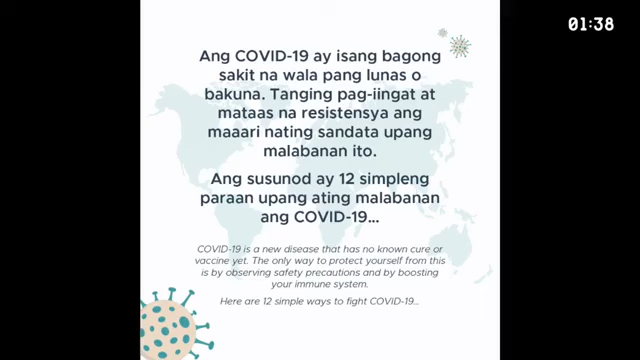 01:38
Ang COVID-19 ay isang bagong
sakit na wala pang lunas o
bakuna. Tanging pag-iingat at
mataas na resistensya ang
maaari nating sandata upang
malabanan ito.
Ang susunod ay 12 simpleng
paraan upang ating malabanan
ang COVID-19...
COVID-19 is a new disease that has no known cure or
vaccine yet. The only way to protect yourself from this
is by observing safety precautions and by boosting
your immune system.
Here are 12 simple ways to fight COVID-19...